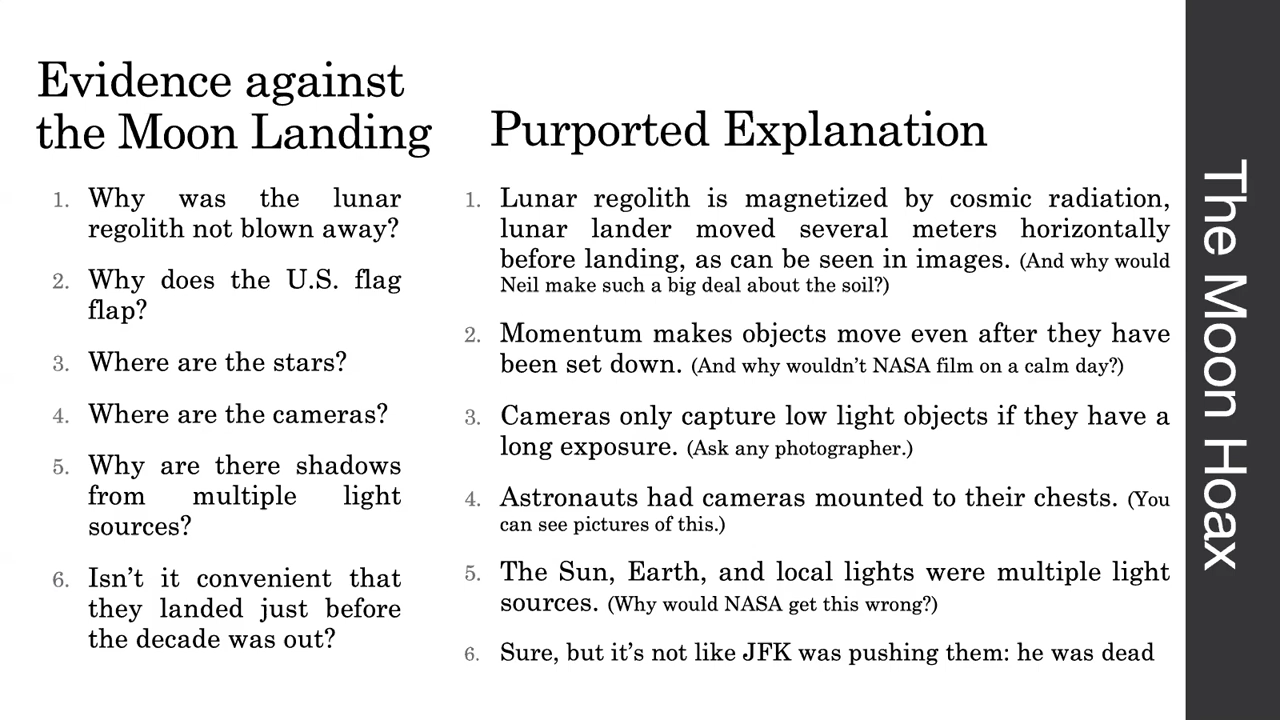 Evidence against
the Moon Landing
1. Why was the lunar
regolith not blown away?
2. Why does the U.S. flag
flap?
3. Where are the stars?
4. Where are the cameras?
5. Why are there shadows
from multiple light
sources?
6. Isn’t it convenient that
they landed just before
the decade was out?
Purported Explanation
1. Lunar regolith is magnetized by cosmic radiation,
lunar lander moved several meters horizontally
before landing, as can be seen in images. (And why would
Neil make such a big deal about the soil?)
2. Momentum makes objects move even after they have
been set down. (And why wouldn’t NASA film on a calm day?)
3. Cameras only capture low light objects if they have a
long exposure. (Ask any photographer.)
4. Astronauts had cameras mounted to their chests. (You
can see pictures of this.)
5. The Sun, Earth, and local lights were multiple light
sources. (Why would NASA get this wrong?)
6. Sure, but it’s not like JFK was pushing them: he was dead
The Moon Hoax